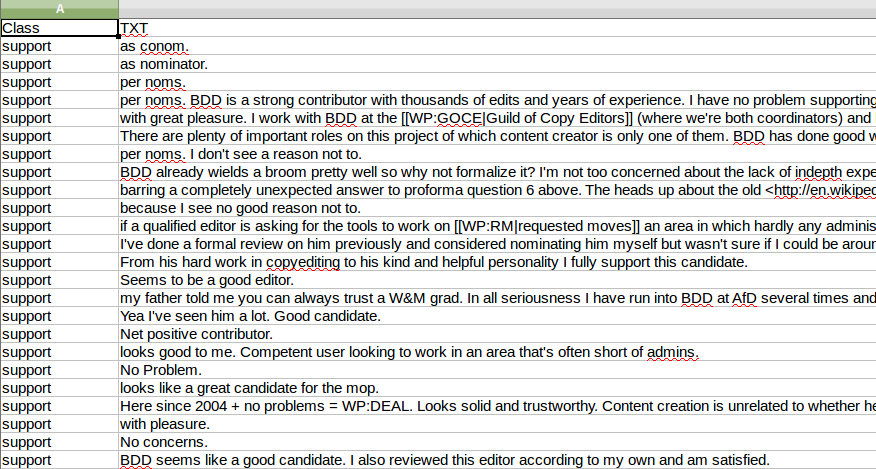 A
Class TXT
support as conom.
support as nominator.
support per noms.
support per noms. BDD is a strong contributor with thousands of edits and years of experience. I have no problem supporting
support with great pleasure. I work with BDD at the [[WP:GOCE|Guild of Copy Editors]] (where we're both coordinators) and
support There are plenty of important roles on this project of which content creator is only one of them. BDD has done good w
support per noms. I don't see a reason not to.
support BDD already wields a broom pretty well so why not formalize it? I'm not too concerned about the lack of indepth expe
support barring a completely unexpected answer to proforma question 6 above. The heads up about the old <http://en.wikiped
support because I see no good reason not to.
support if a qualified editor is asking for the tools to work on [[WP:RM|requested moves]] an area in which hardly any adminis
support I've done a formal review on him previously and considered nominating him myself but wasn't sure if I could be aroun
support From his hard work in copyediting to his kind and helpful personality I fully support this candidate.
support Seems to be a good editor.
support my father told me you can always trust a W&M grad. In all seriousness I have run into BDD at AfD several times and
support Yea I've seen him a lot. Good candidate.
support Net positive contributor.
support looks good to me. Competent user looking to work in an area that's often short of admins.
support No Problem.
support looks like a great candidate for the mop.
support Here since 2004 + no problems = WP:DEAL. Looks solid and trustworthy. Content creation is unrelated to whether he
support with pleasure.
support No concerns.
support BDD seems like a good candidate. I also reviewed this editor according to my own and am satisfied.